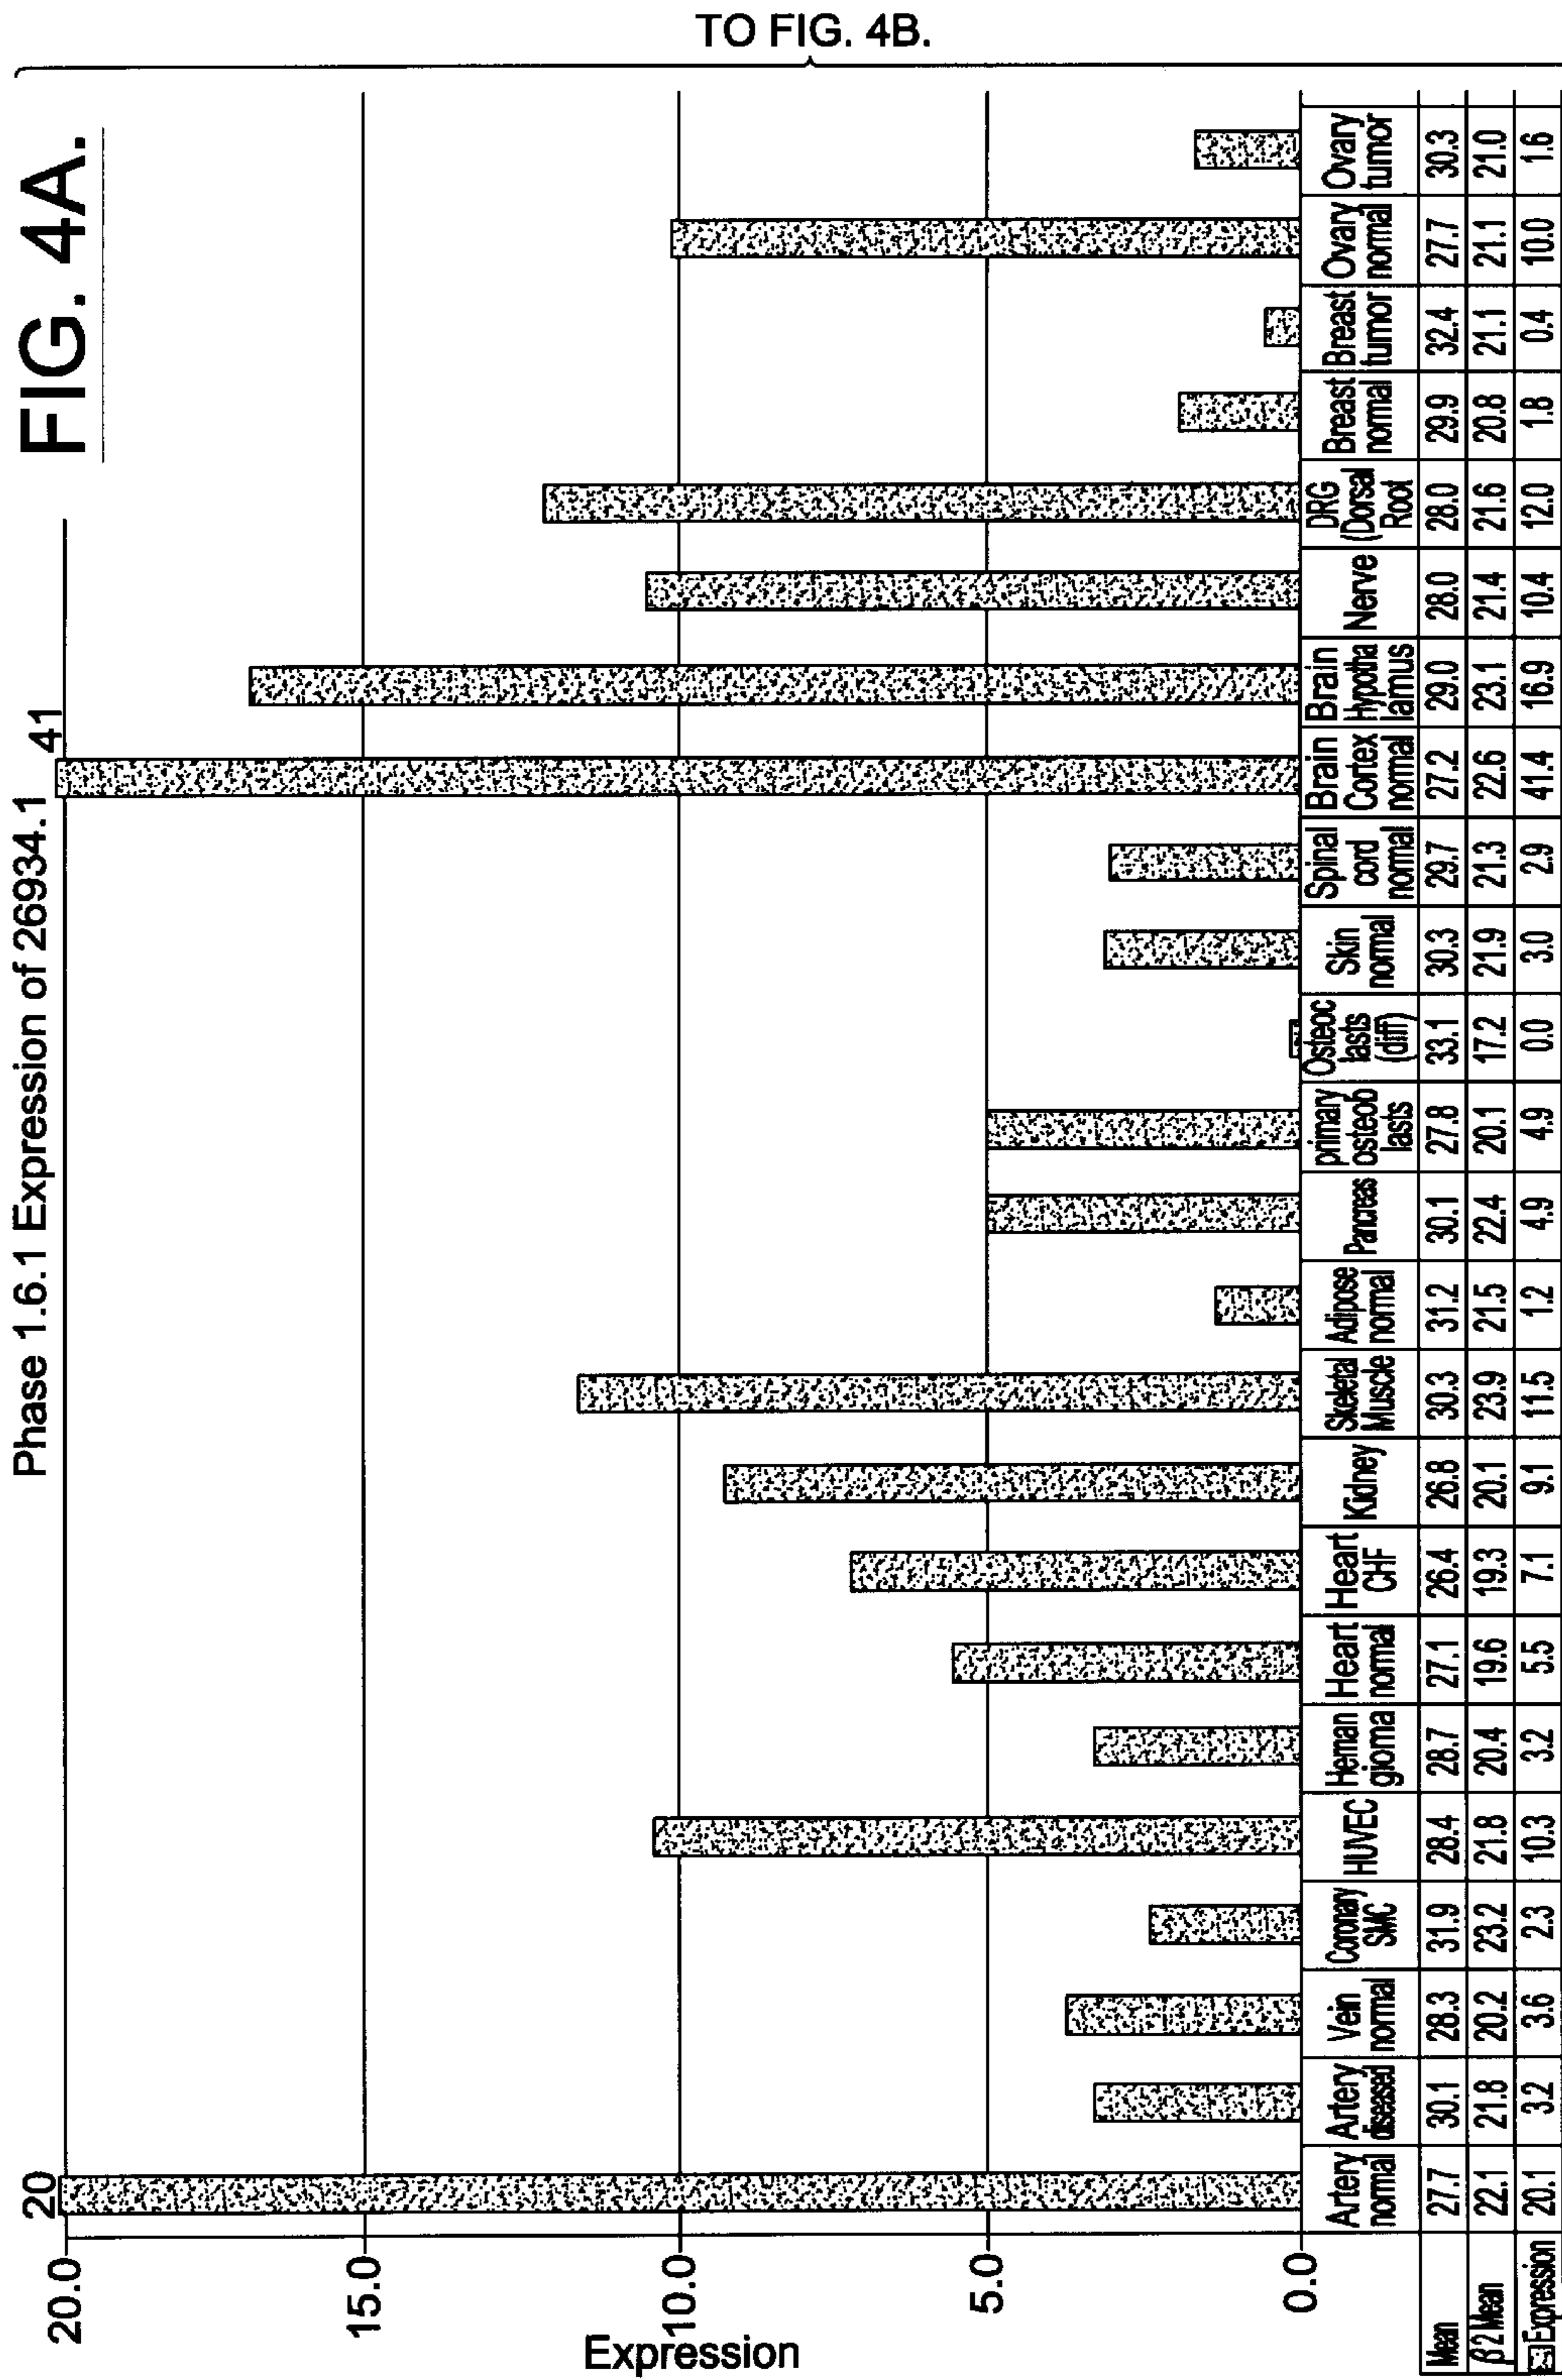 TO FIG. 4B.
FIG. 4A.
Phase 1.6.1 Expression of 26934.1
20
41
20.0
15.0
10.0
5.0
0.0
Expression
Artery normal | Artery diseased | Vein normal | Coronary SMC | HUVEC | Heman gioma | Heart normal | Heart CHF | Kidney | Skeletal Muscle | Adipose normal | Pancreas | primary osteob lasts | Osteoc lasts (diff) | Skin normal | Spinal cord normal | Brain Cortex normal | Brain Hypotha lamus | Nerve | DRG (Dorsal Root | Breast normal | Breast tumor | Ovary normal | Ovary tumor
Mean | 27.7 | 30.1 | 28.3 | 31.9 | 28.4 | 28.7 | 27.1 | 26.4 | 26.8 | 30.3 | 31.2 | 30.1 | 27.8 | 33.1 | 30.3 | 29.7 | 27.2 | 29.0 | 28.0 | 28.0 | 29.9 | 32.4 | 27.7 | 30.3
β2 Mean | 22.1 | 21.8 | 20.2 | 23.2 | 21.8 | 20.4 | 19.6 | 19.3 | 20.1 | 23.9 | 21.5 | 22.4 | 20.1 | 17.2 | 21.9 | 21.3 | 22.6 | 23.1 | 21.4 | 21.6 | 20.8 | 21.1 | 21.1 | 21.0
Expression | 20.1 | 3.2 | 3.6 | 2.3 | 10.3 | 3.2 | 5.5 | 7.1 | 9.1 | 11.5 | 1.2 | 4.9 | 4.9 | 0.0 | 3.0 | 2.9 | 41.4 | 16.9 | 10.4 | 12.0 | 1.8 | 0.4 | 10.0 | 1.6